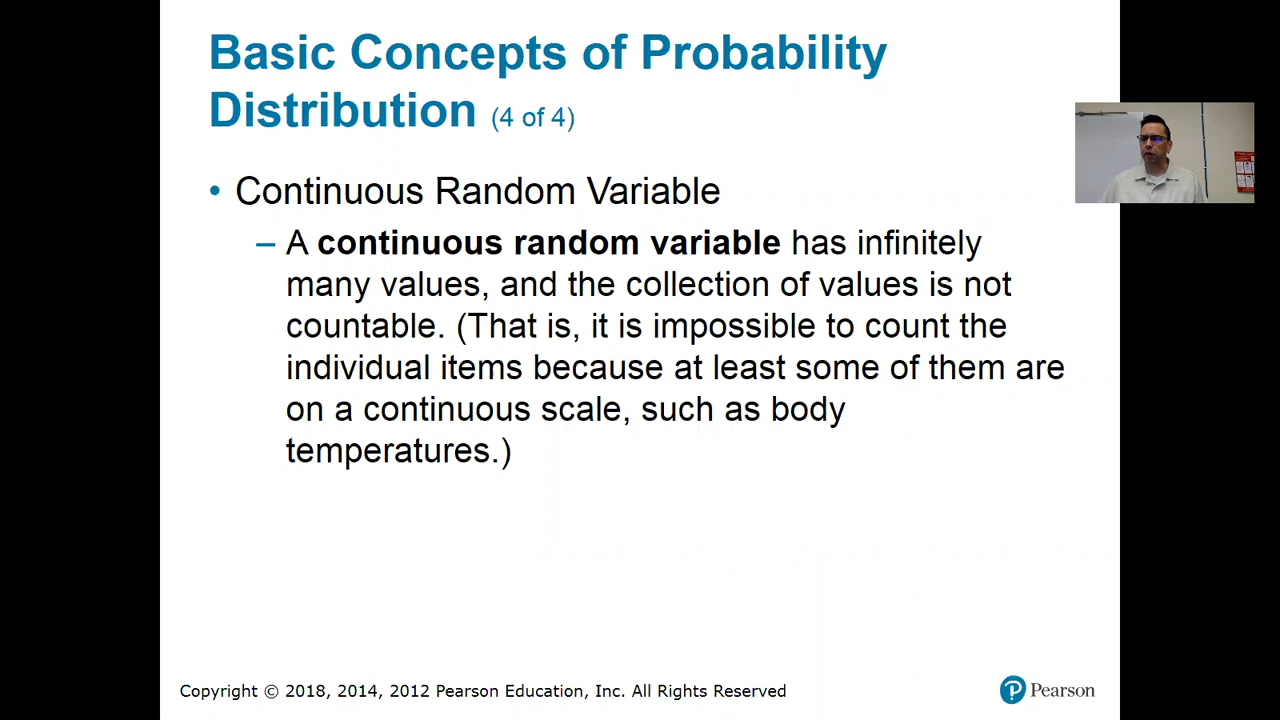 Basic Concepts of Probability
Distribution (4 of 4)
• Continuous Random Variable
– A continuous random variable has infinitely
many values, and the collection of values is not
countable. (That is, it is impossible to count the
individual items because at least some of them are
on a continuous scale, such as body
temperatures.)
Copyright © 2018, 2014, 2012 Pearson Education, Inc. All Rights Reserved
P Pearson